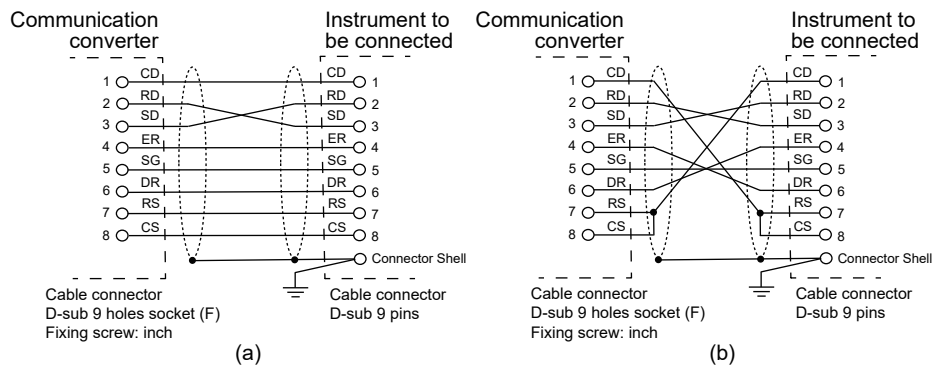 Communication
converter
Instrument to
be connected
1 CD CD 1
2 RD RD 2
3 SD SD 3
4 ER ER 4
5 SG SG 5
6 DR DR 6
7 RS RS 7
8 CS CS 8
Connector Shell
Cable connector
D-sub 9 holes socket (F)
Fixing screw: inch
Cable connector
D-sub 9 pins
(a)
Communication
converter
Instrument to
be connected
1 CD CD 1
2 RD RD 2
3 SD SD 3
4 ER ER 4
5 SG SG 5
6 DR DR 6
7 RS RS 7
8 CS CS 8
Connector Shell
Cable connector
D-sub 9 holes socket (F)
Fixing screw: inch
Cable connector
D-sub 9 pins
(b)